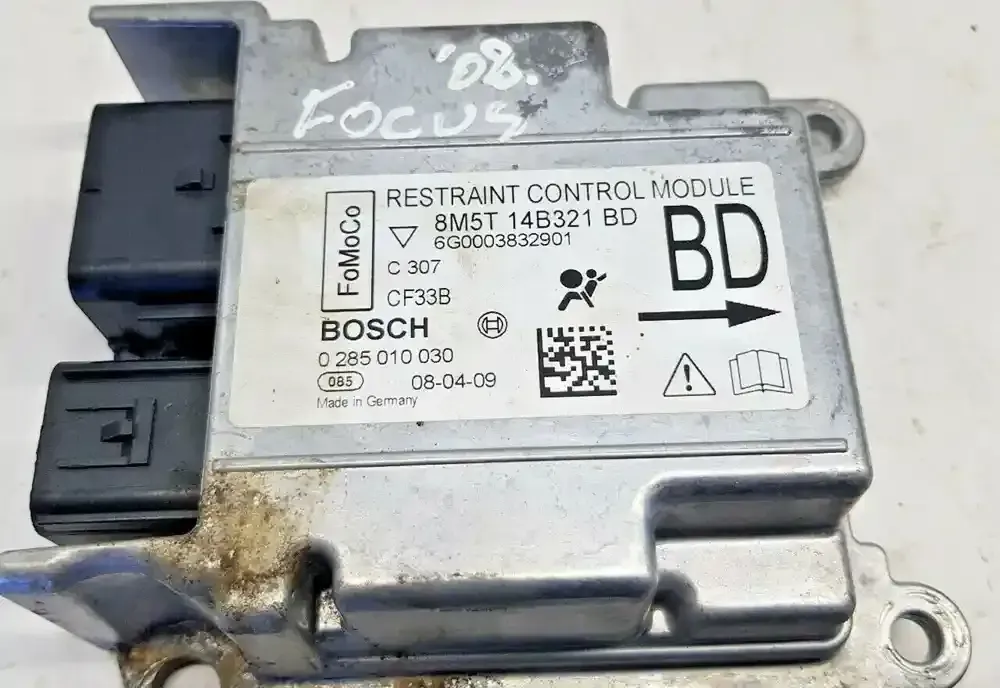 '08.
FOCUS
FoMoCo
RESTRAINT CONTROL MODULE
8M5T 14B321 BD
6G0003832901
C 307
CF33B
BD
BOSCH
0 285 010 030
085 08-04-09
Made in Germany